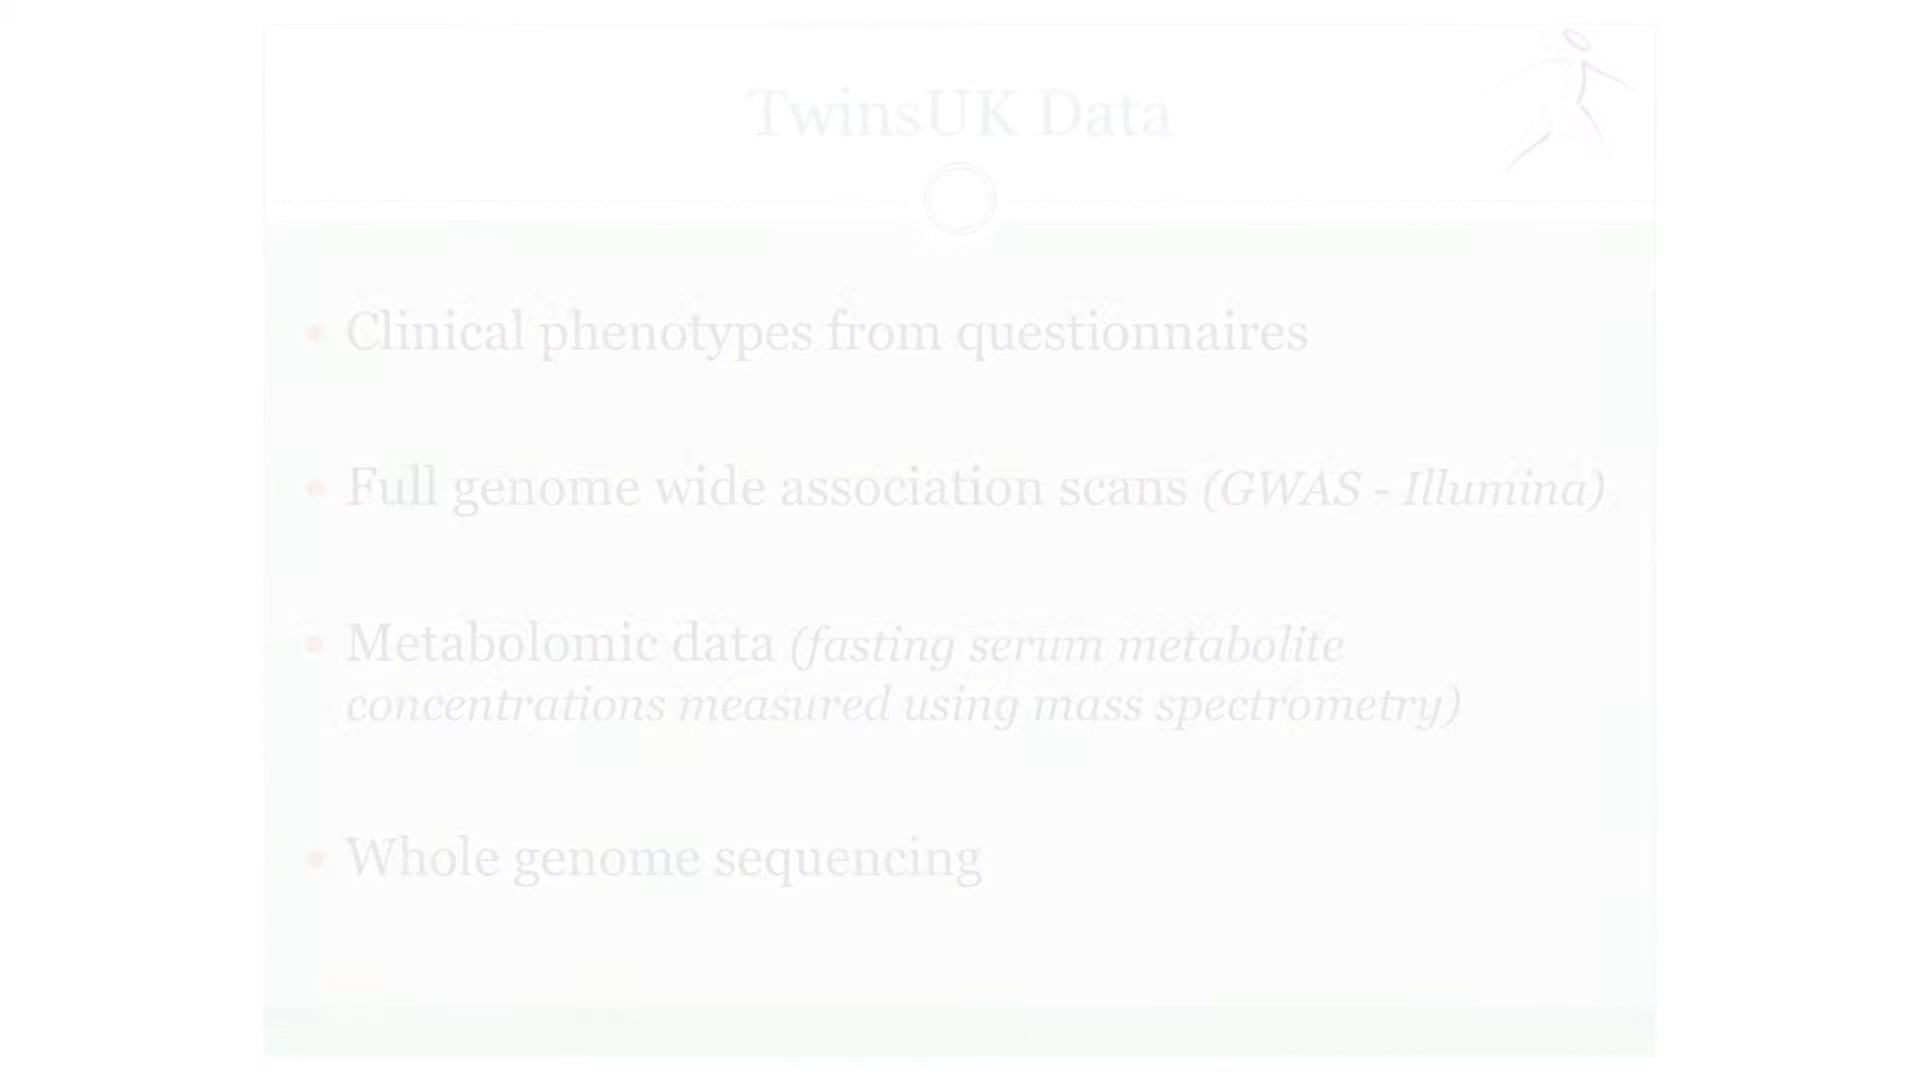 TwinsUK Data
• Clinical phenotypes from questionnaires
• Full genome wide association scans (GWAS - Illumina)
• Metabolomic data (fasting serum metabolite
concentrations measured using mass spectrometry)
• Whole genome sequencing